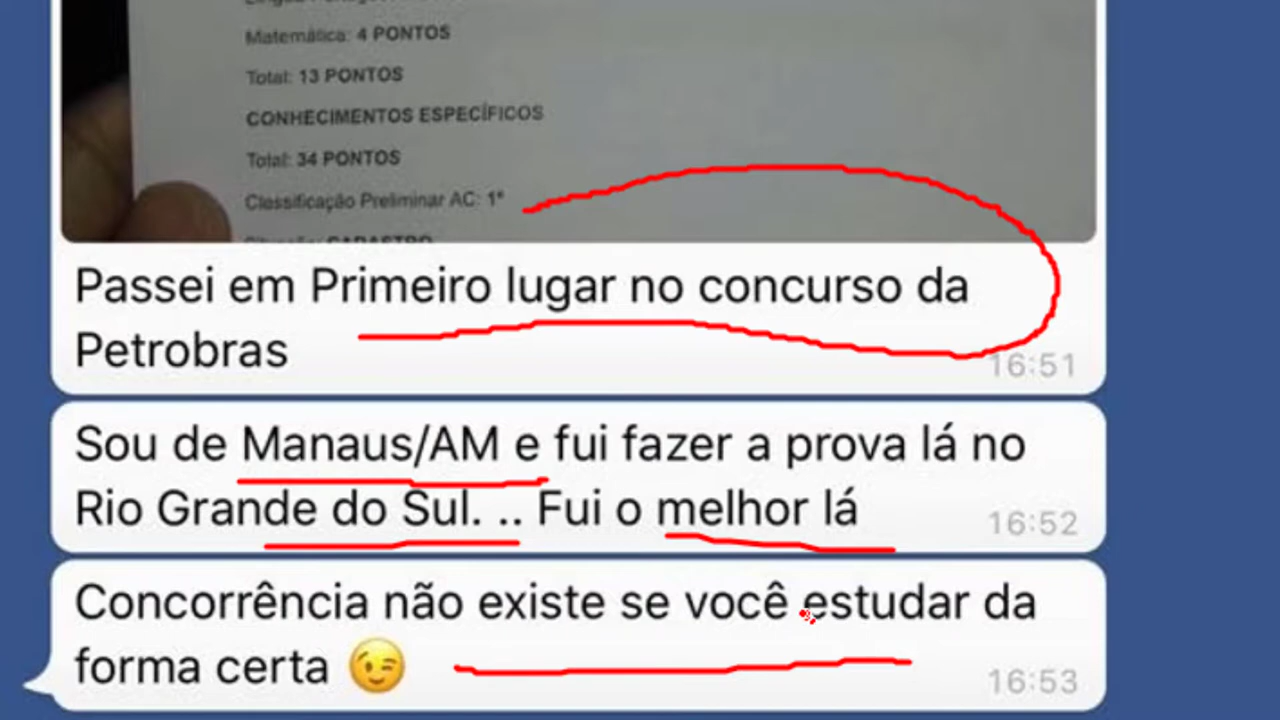 Matemática: 4 PONTOS
Total: 13 PONTOS
CONHECIMENTOS ESPECÍFICOS
Total: 34 PONTOS
Classificação Preliminar AC: 1º
CADASTRO
Passei em Primeiro lugar no concurso da
Petrobras
16:51
Sou de Manaus/AM e fui fazer a prova lá no
Rio Grande do Sul. .. Fui o melhor lá
16:52
Concorrência não existe se você estudar da
forma certa 😉
16:53